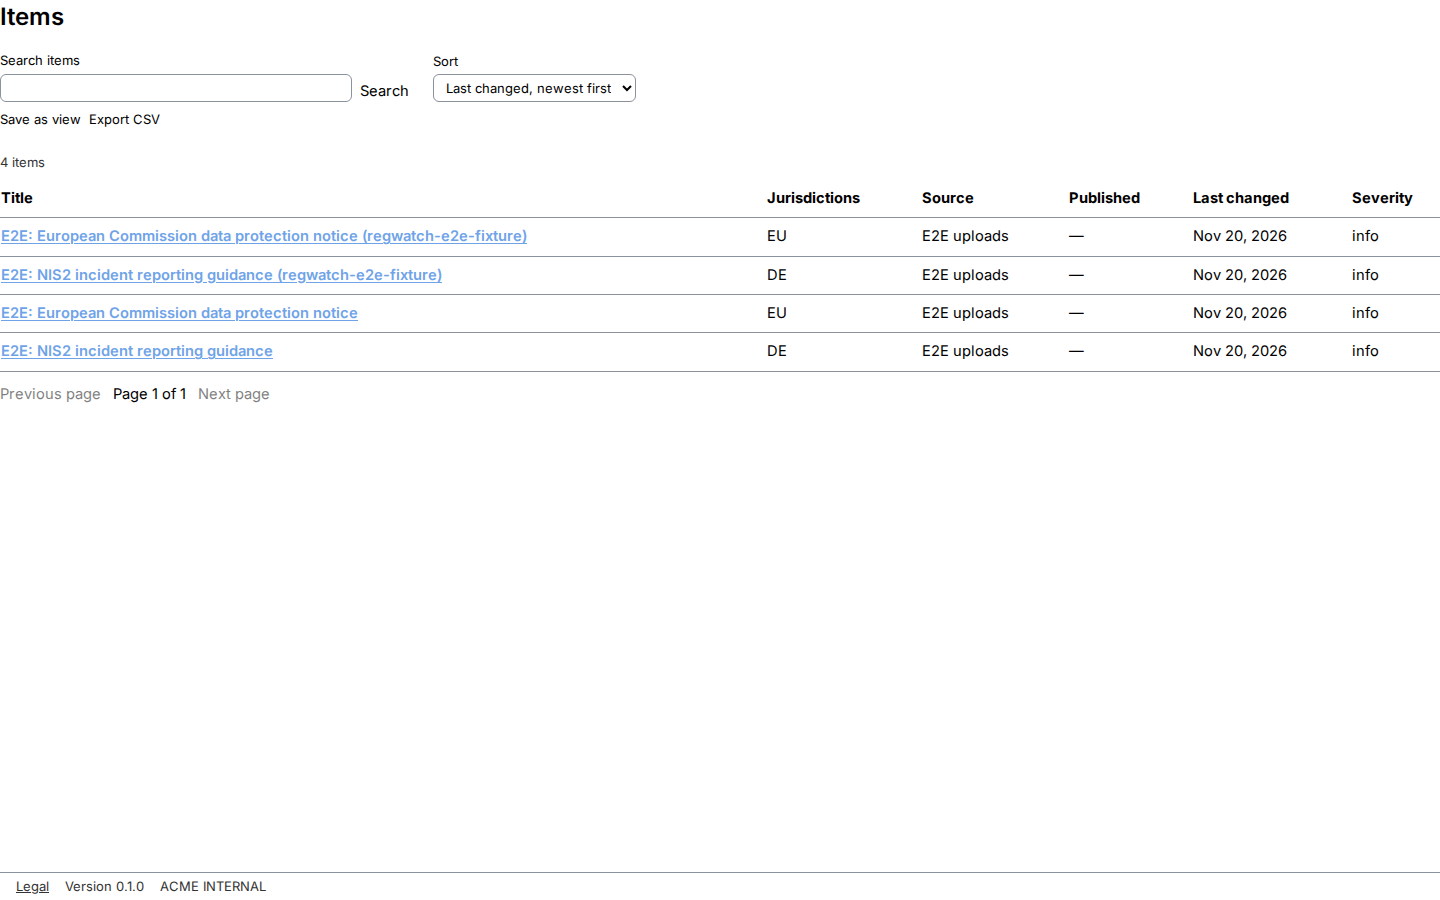 Items
Search items
Sort
Search
Last changed, newest first
Save as view Export CSV
4 items
Title Jurisdictions Source Published Last changed Severity
E2E: European Commission data protection notice (regwatch-e2e-fixture) EU E2E uploads — Nov 20, 2026 info
E2E: NIS2 incident reporting guidance (regwatch-e2e-fixture) DE E2E uploads — Nov 20, 2026 info
E2E: European Commission data protection notice EU E2E uploads — Nov 20, 2026 info
E2E: NIS2 incident reporting guidance DE E2E uploads — Nov 20, 2026 info
Previous page Page 1 of 1 Next page
Legal Version 0.1.0 ACME INTERNAL